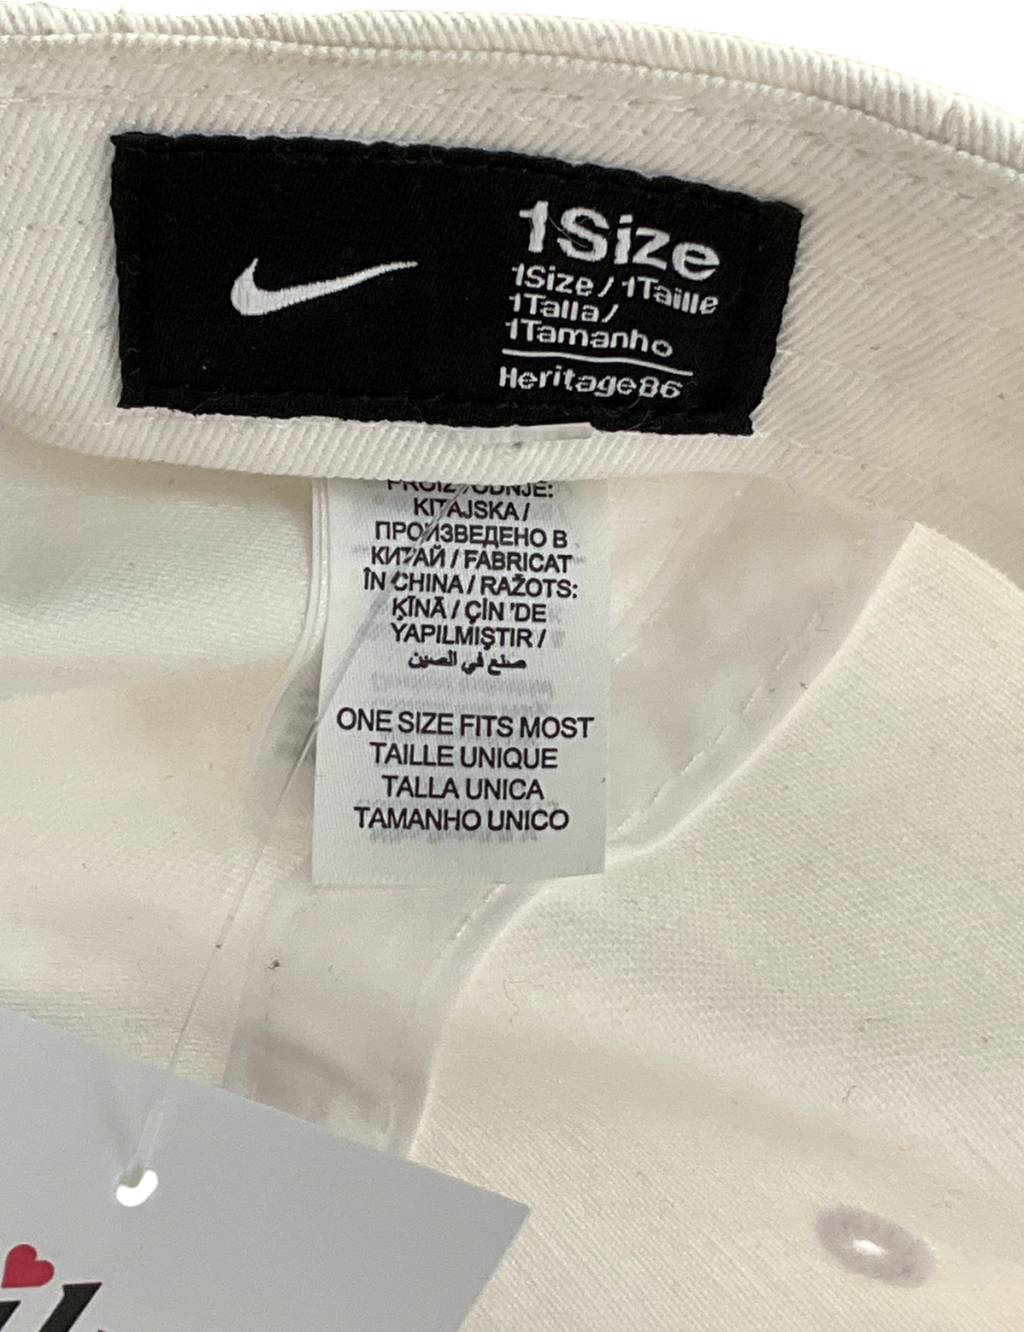 1Size
1Size / 1Taille
1Talla /
1Tamanho
Heritage86
KITAJSKA /
ПРОИЗВЕДЕНО В
КИТАЙ / FABRICAT
ÎN CHINA / RAŽOTS:
ĶĪNĀ / ÇİN 'DE
YAPILMIŞTIR /
صنع في الصين
ONE SIZE FITS MOST
TAILLE UNIQUE
TALLA UNICA
TAMANHO UNICO